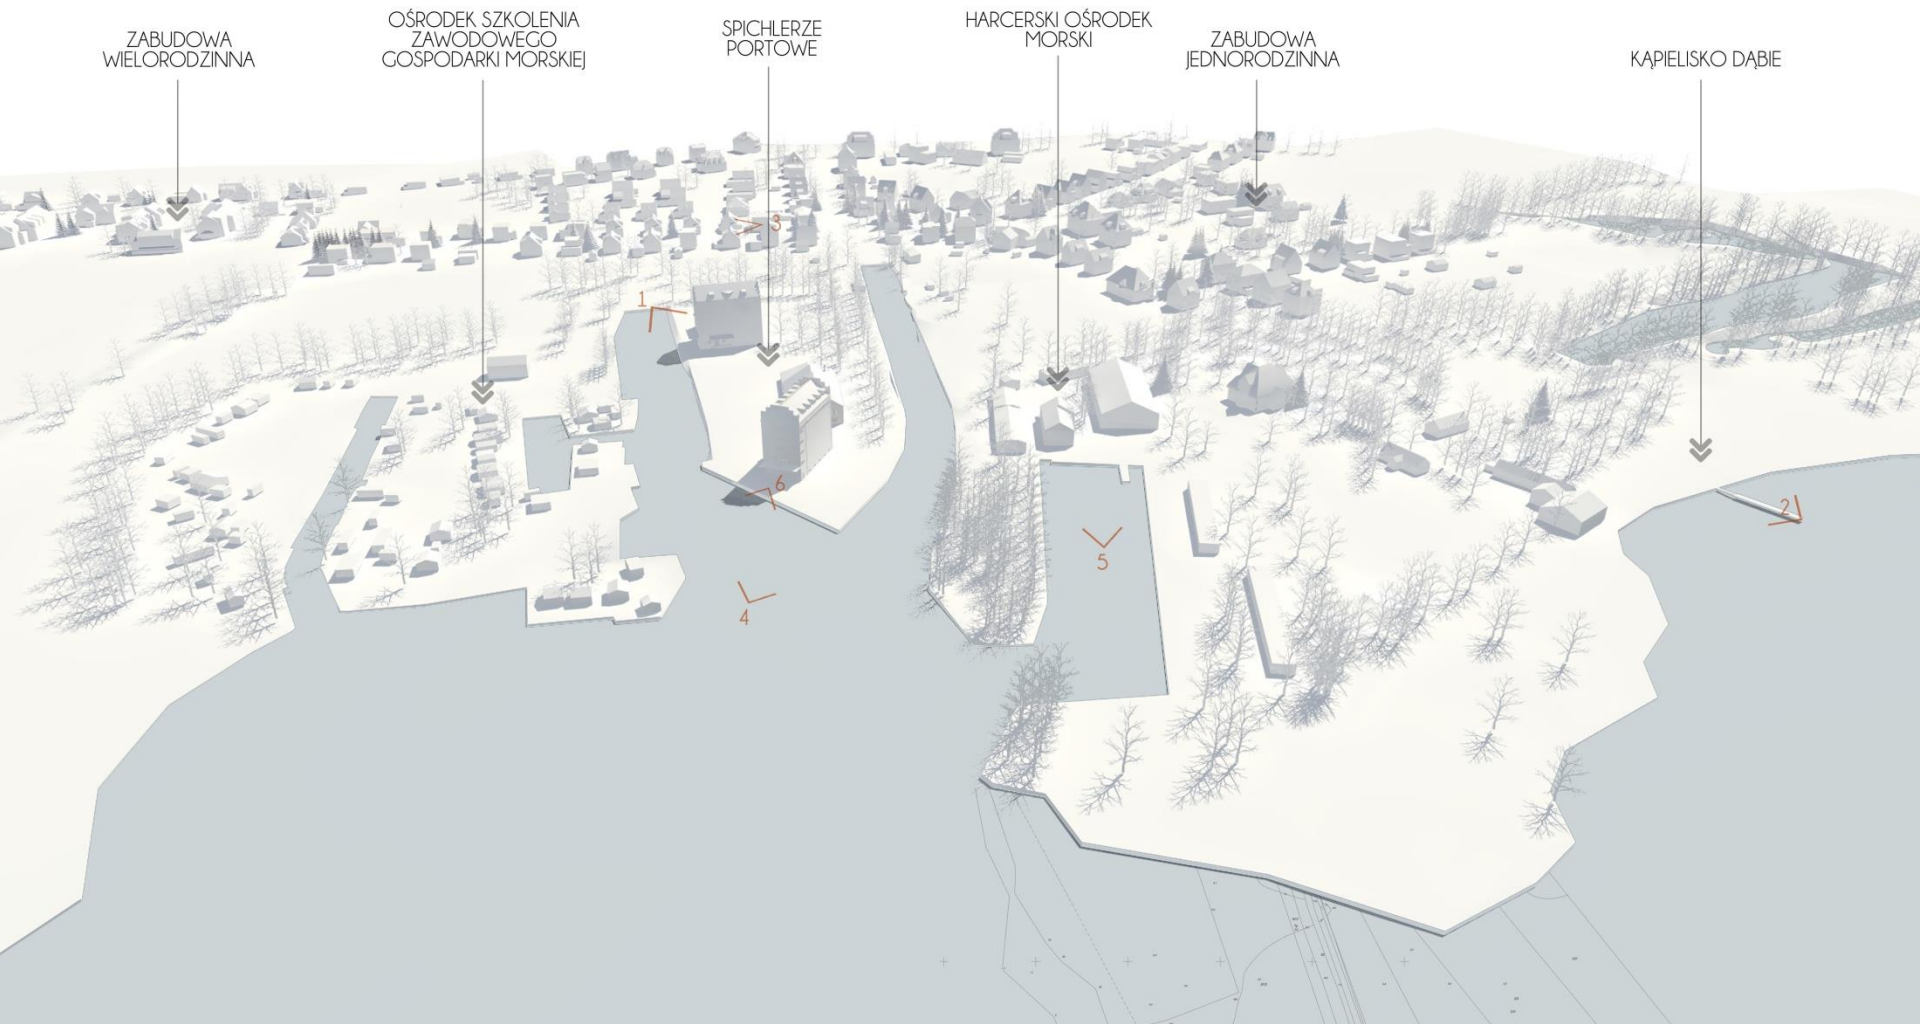 ZABUDOWA
WIELORODZINNA
OŚRODEK SZKOLENIA
ZAWODOWEGO
GOSPODARKI MORSKIEJ
SPICHLERZE
PORTOWE
HARCERSKI OŚRODEK
MORSKI
ZABUDOWA
JEDNORODZINNA
KĄPIELISKO DĄBIE
3
1
6
2
5
4